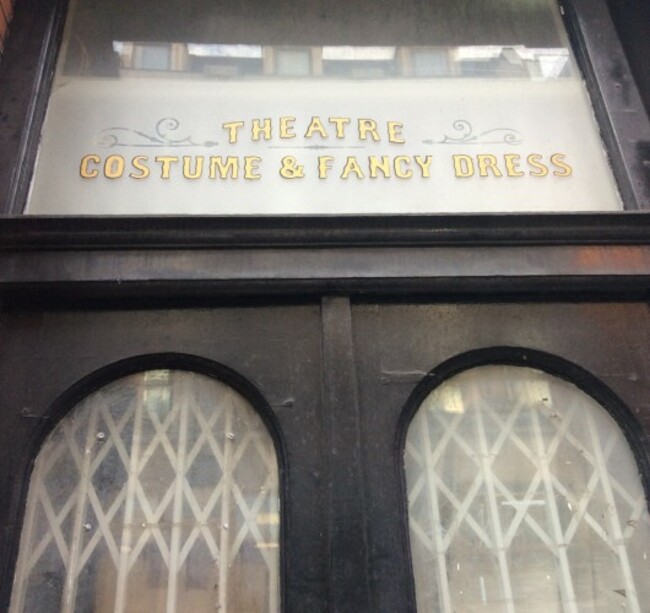 THEATRE
COSTUME & FANCY DRESS